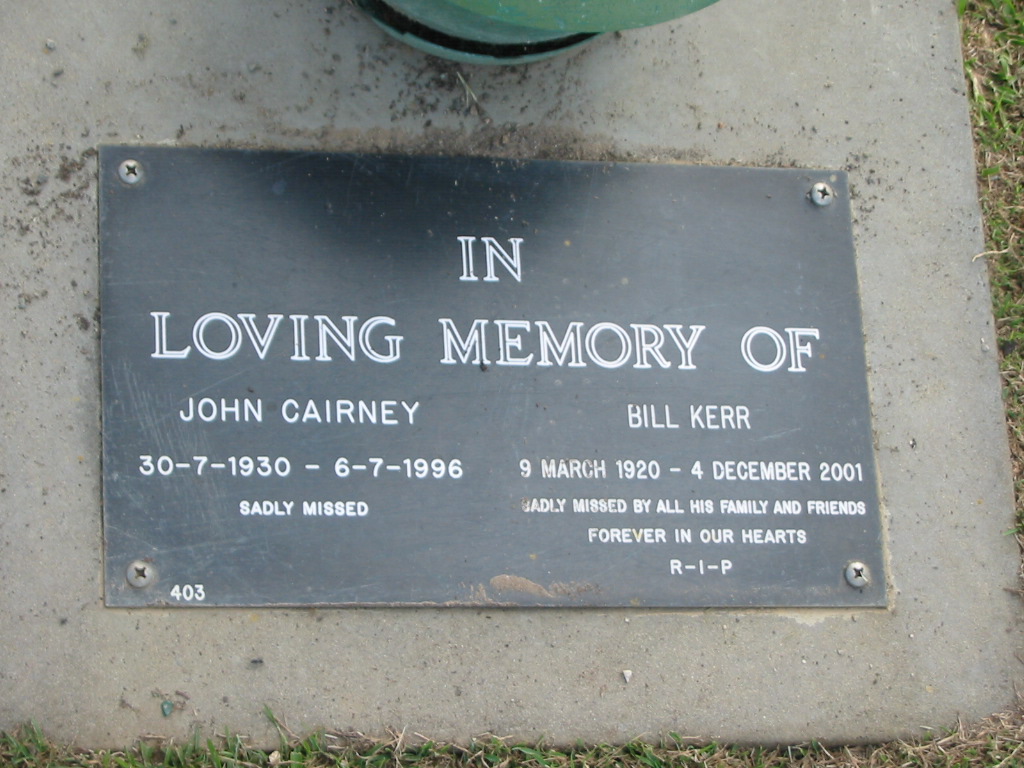 IN
LOVING MEMORY OF
JOHN CAIRNEY
30-7-1930 - 6-7-1996
SADLY MISSED
BILL KERR
9 MARCH 1920 - 4 DECEMBER 2001
SADLY MISSED BY ALL HIS FAMILY AND FRIENDS
FOREVER IN OUR HEARTS
R-I-P
403